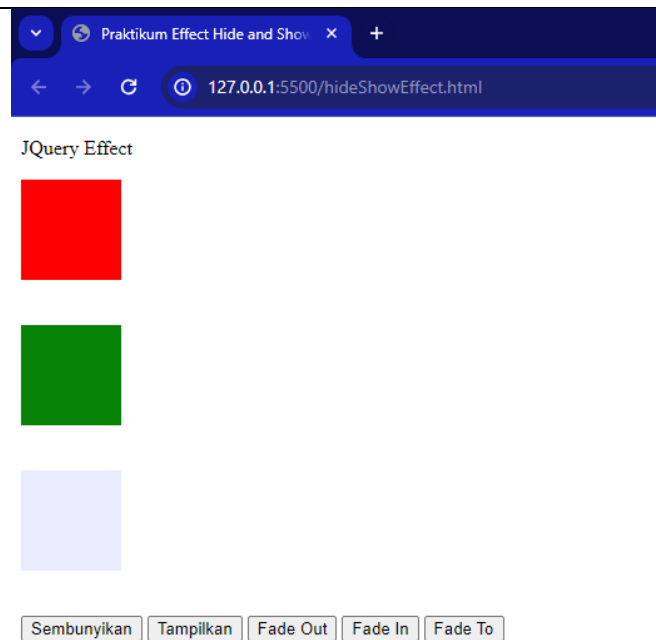 Praktikum Effect Hide and Show
127.0.0.1:5500/hideShowEffect.html
JQuery Effect
Sembunyikan Tampilkan Fade Out Fade In Fade To